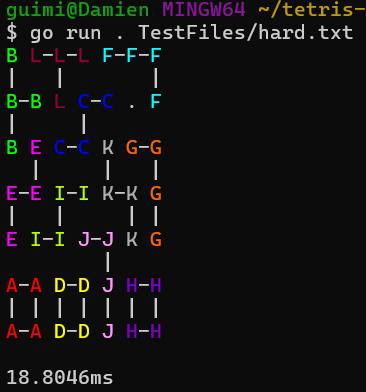 guimi@Damien MINGW64 ~/tetris-
$ go run . TestFiles/hard.txt
B L-L-L F-F-F
|   |       |
B-B L C-C . F
|     |
B E C-C K G-G
  |     |   |
E-E I-I K-K G
|   |     | |
E I-I J-J K G
        |
A-A D-D J H-H
| | | | | | |
A-A D-D J H-H
18.8046ms